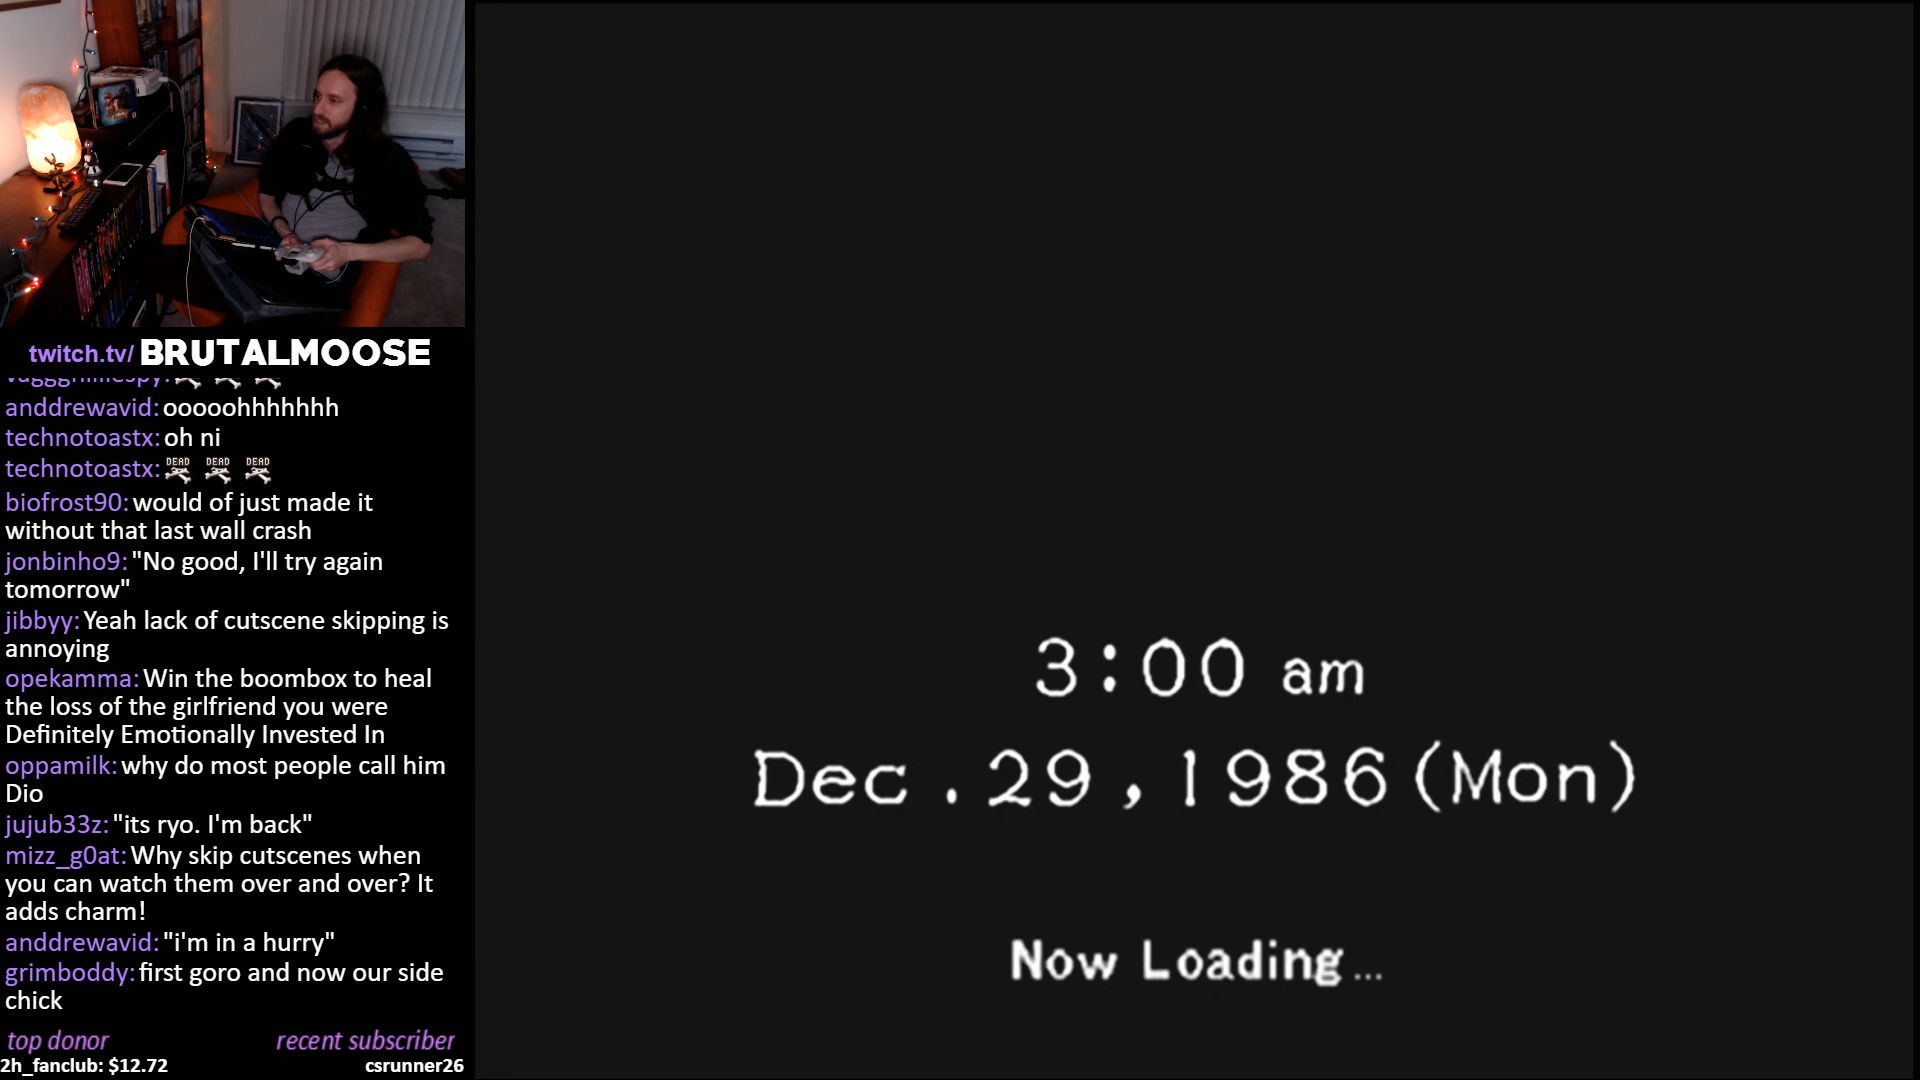 twitch.tv/ BRUTALMOOSE
anddrewavid: ooooohhhhhhh
technotoastx: oh ni
technotoastx: DEAD DEAD DEAD
biofrost90: would of just made it
without that last wall crash
jonbinho9: "No good, I'll try again
tomorrow"
jibbyy: Yeah lack of cutscene skipping is
annoying
opekamma: Win the boombox to heal
the loss of the girlfriend you were
Definitely Emotionally Invested In
oppamilk: why do most people call him
Dio
jujub33z: "its ryo. I'm back"
mizz_g0at: Why skip cutscenes when
you can watch them over and over? It
adds charm!
anddrewavid: "i'm in a hurry"
grimboddy: first goro and now our side
chick
top donor recent subscriber
2h_fanclub: $12.72 csrunner26
3:00 am
Dec.29,1986(Mon)
Now Loading...